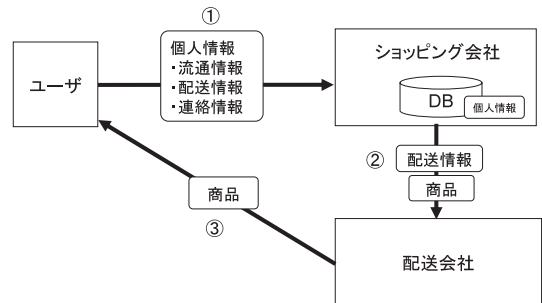 ①
個人情報
・流通情報
・配送情報
・連絡情報
ユーザ
ショッピング会社
DB
個人情報
②
配送情報
商品
商品
③
配送会社